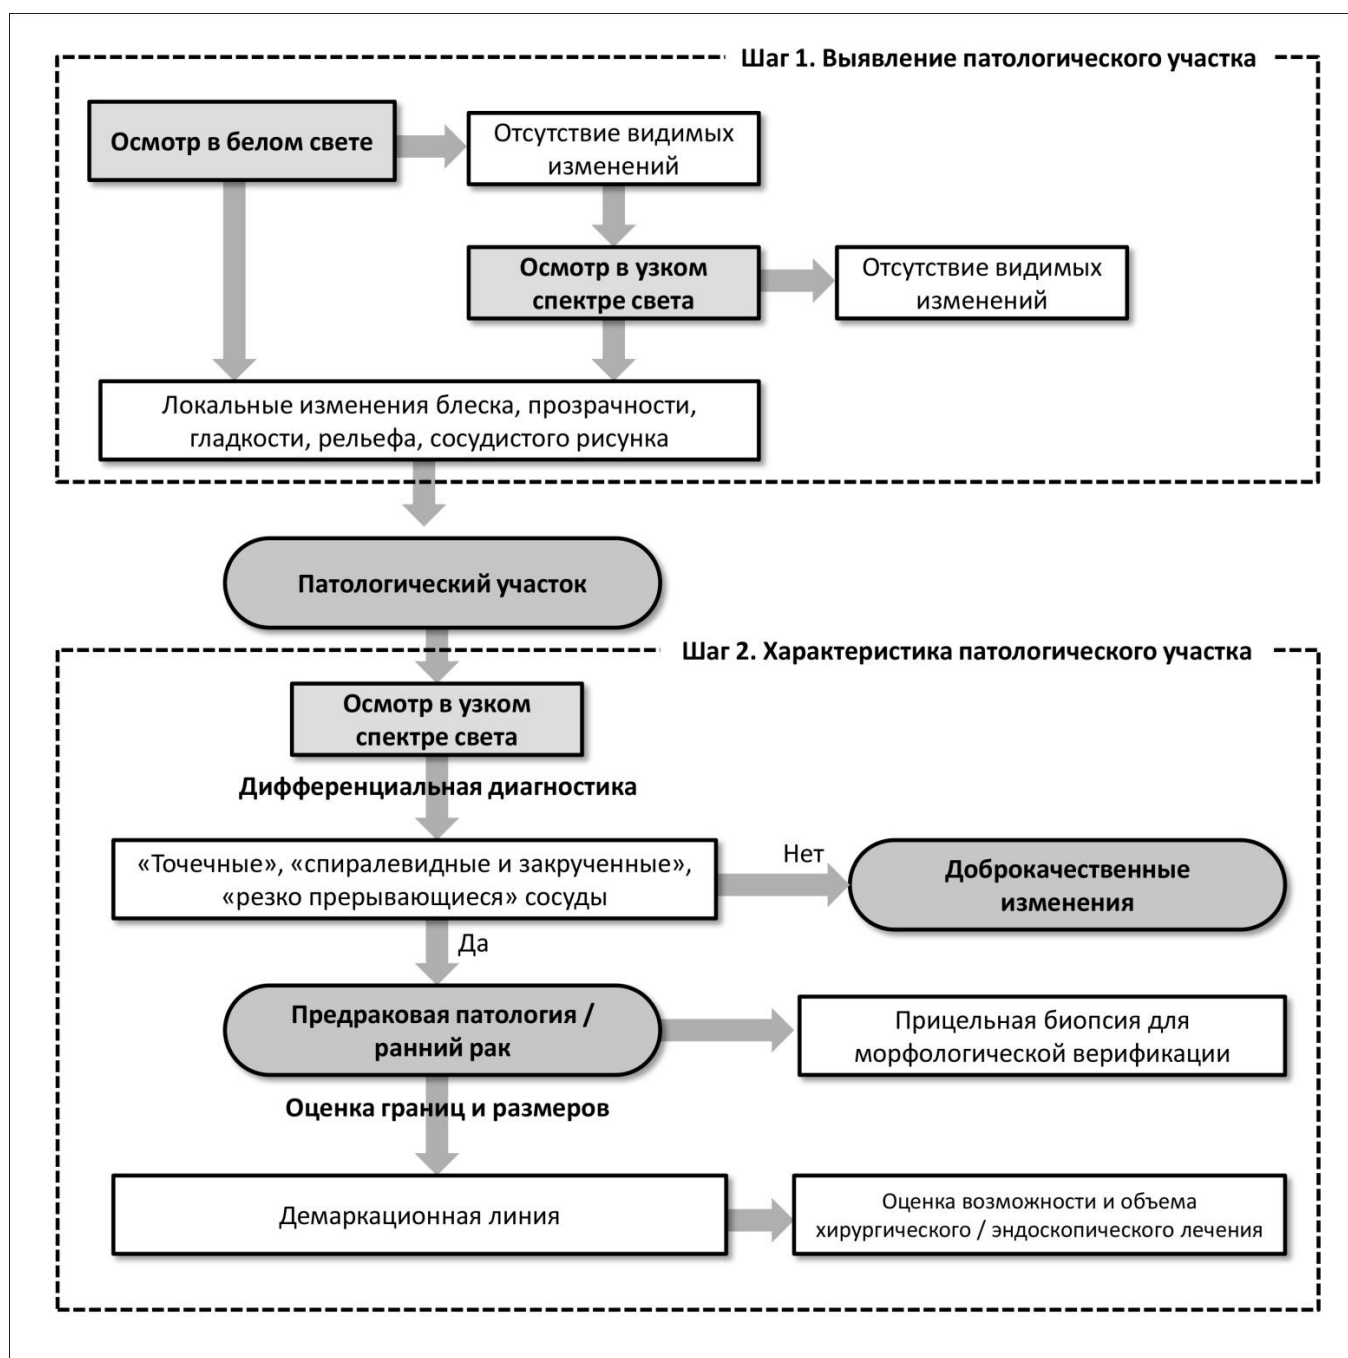 Шаг 1. Выявление патологического участка
Осмотр в белом свете
Отсутствие видимых
изменений
Осмотр в узком
спектре света
Отсутствие видимых
изменений
Локальные изменения блеска, прозрачности,
гладкости, рельефа, сосудистого рисунка
Патологический участок
Шаг 2. Характеристика патологического участка
Осмотр в узком
спектре света
Дифференциальная диагностика
«Точечные», «спиралевидные и закрученные»,
«резко прерывающиеся» сосуды
Нет
Доброкачественные
изменения
Да
Предраковая патология /
ранний рак
Прицельная биопсия для
морфологической верификации
Оценка границ и размеров
Демаркационная линия
Оценка возможности и объема
хирургического / эндоскопического лечения